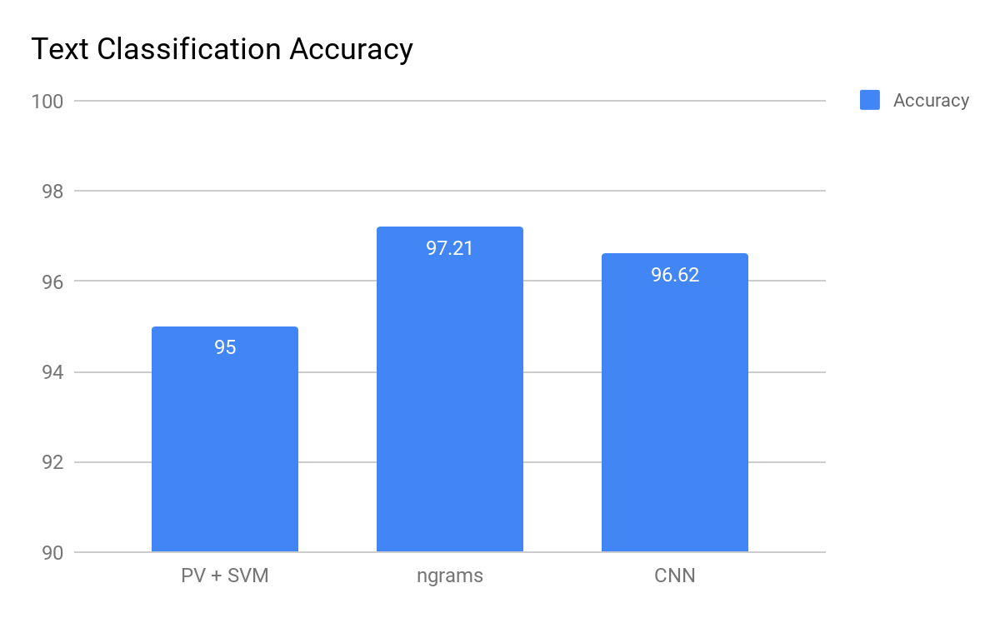 Text Classification Accuracy
100
Accuracy
98
97.21
96.62
96
95
94
92
90
PV + SVM
ngrams
CNN